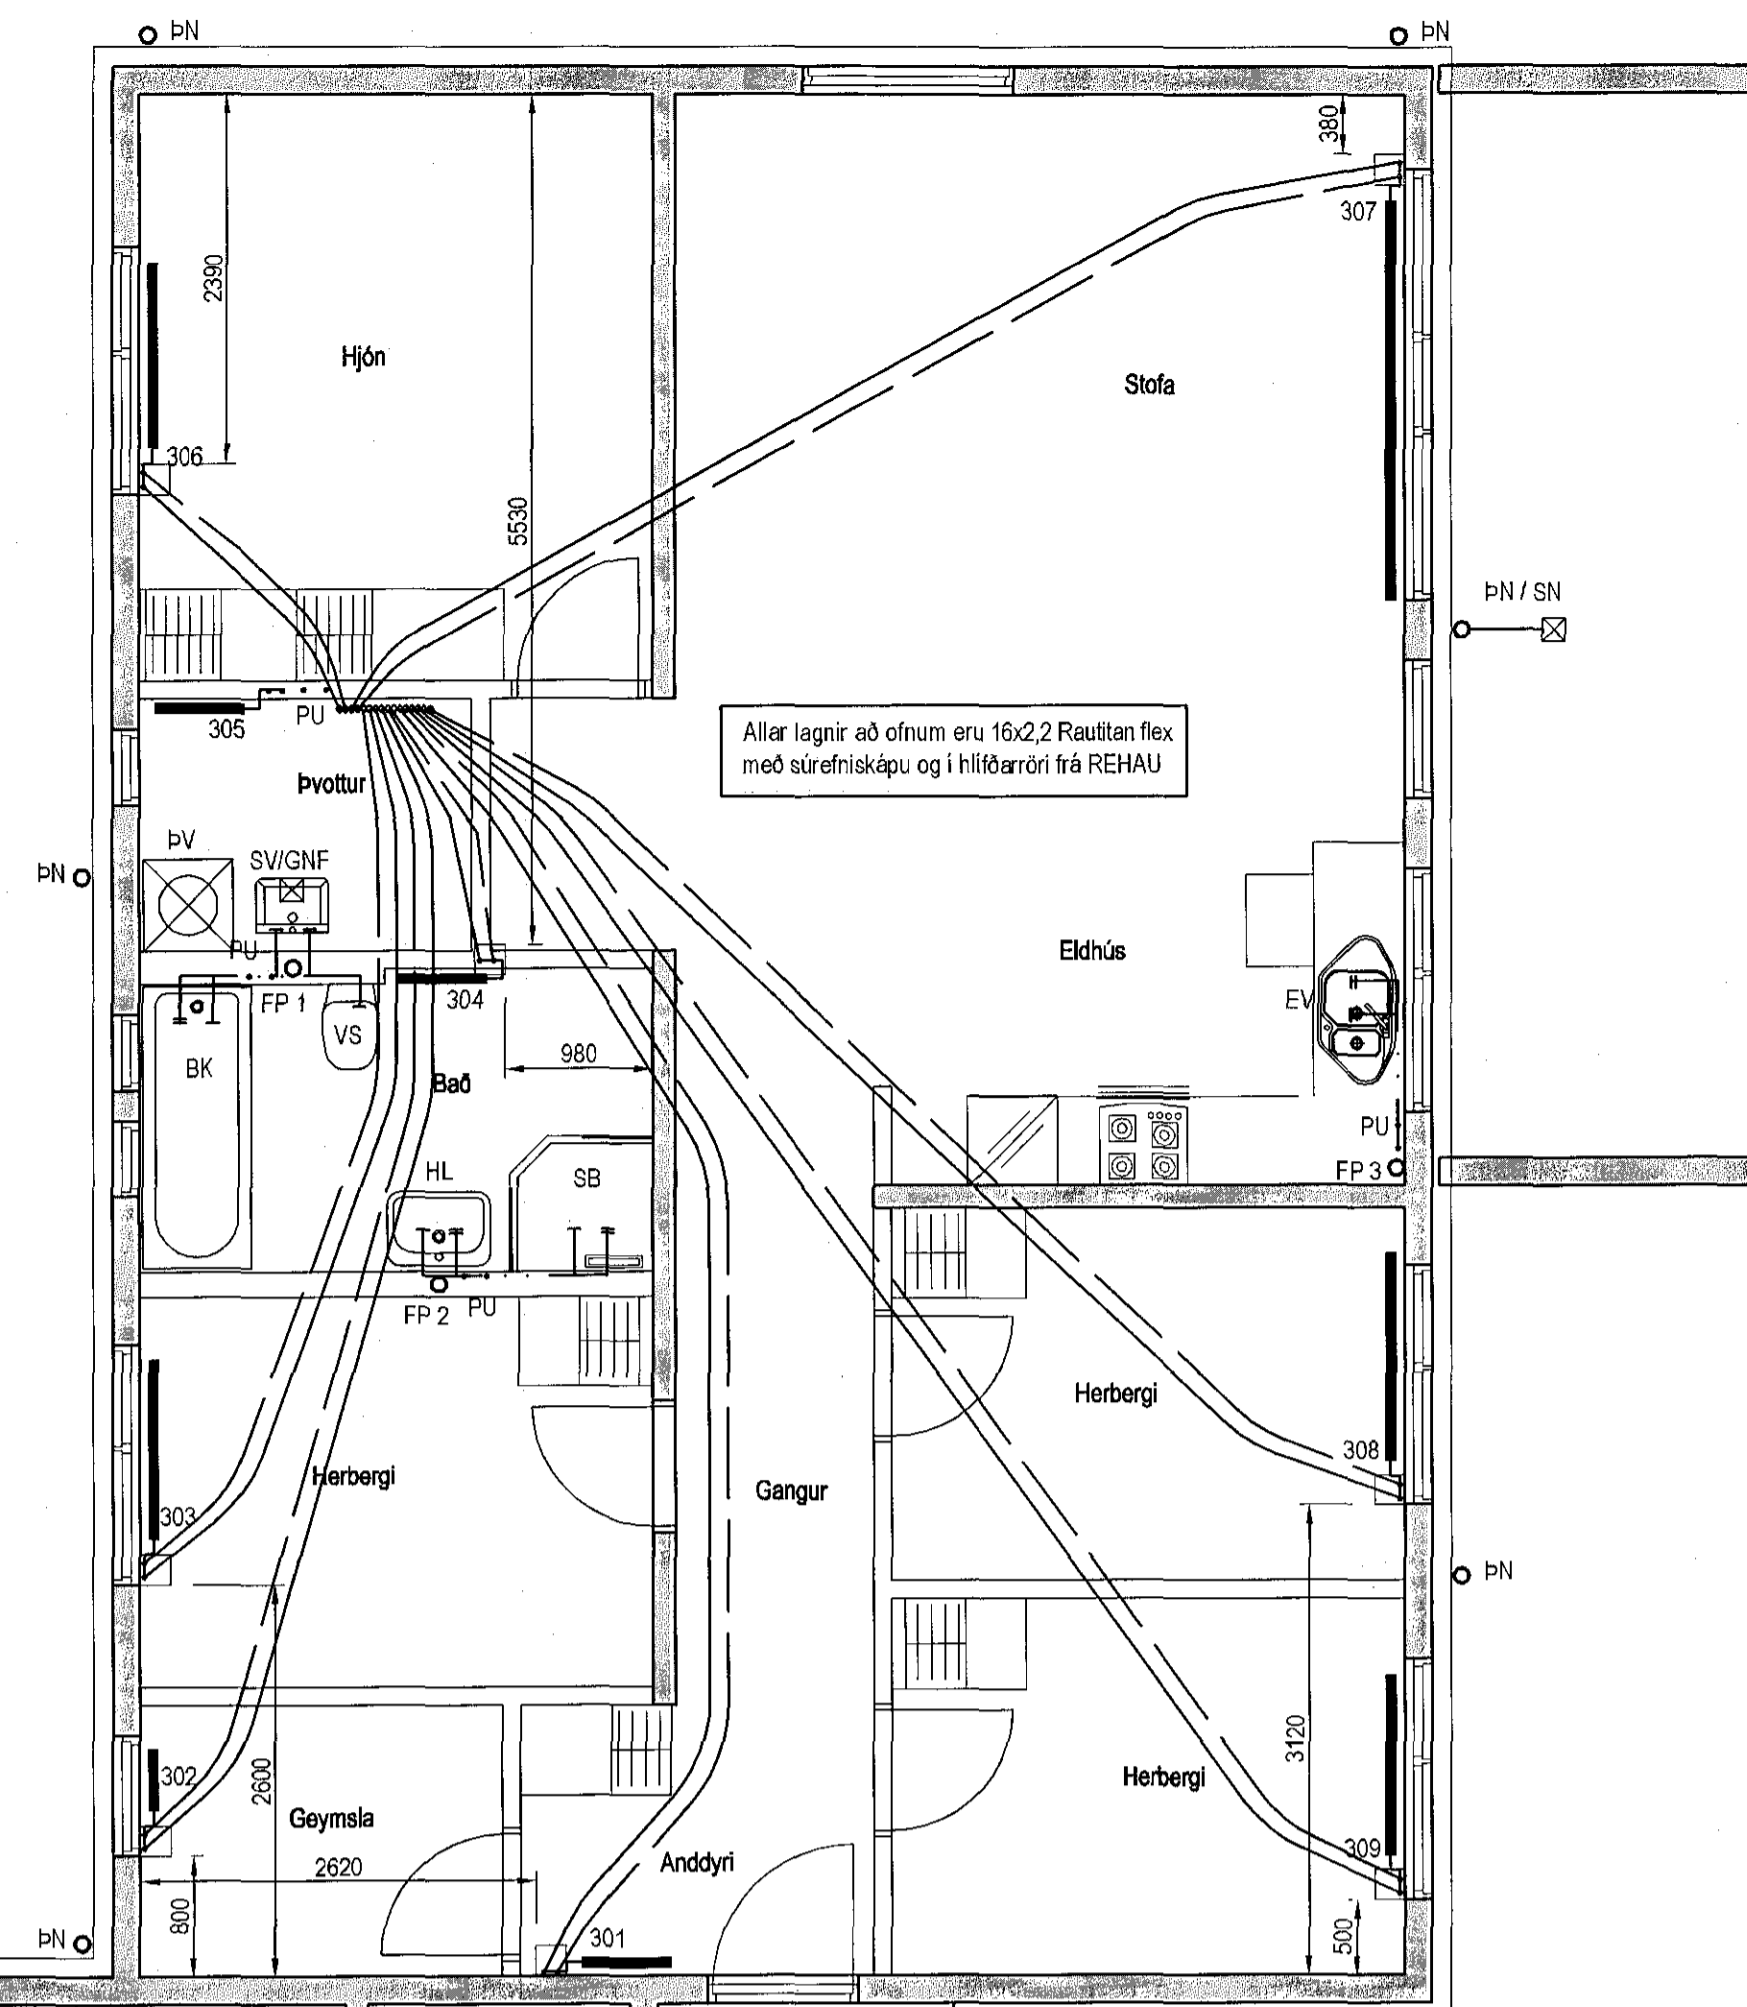 ÞN
ÞN
380
307
2390
Hjón
Stofa
306
5530
ÞN / SN
305
PU
Allar lagnir að ofnum eru 16x2,2 Rautitan flex
með súrefniskápu og í hlífðarröri frá REHAU
Þvottur
ÞV
SV/GNF
ÞN
PU
Eldhús
FP 1
304
EV
VS
BK
980
Bað
PU
HL
SB
FP 3
FP 2
PU
Herbergi
308
Herbergi
Gangur
303
ÞN
3120
302
2600
Herbergi
Geymsla
309
2620
Anddyri
800
500
ÞN
301